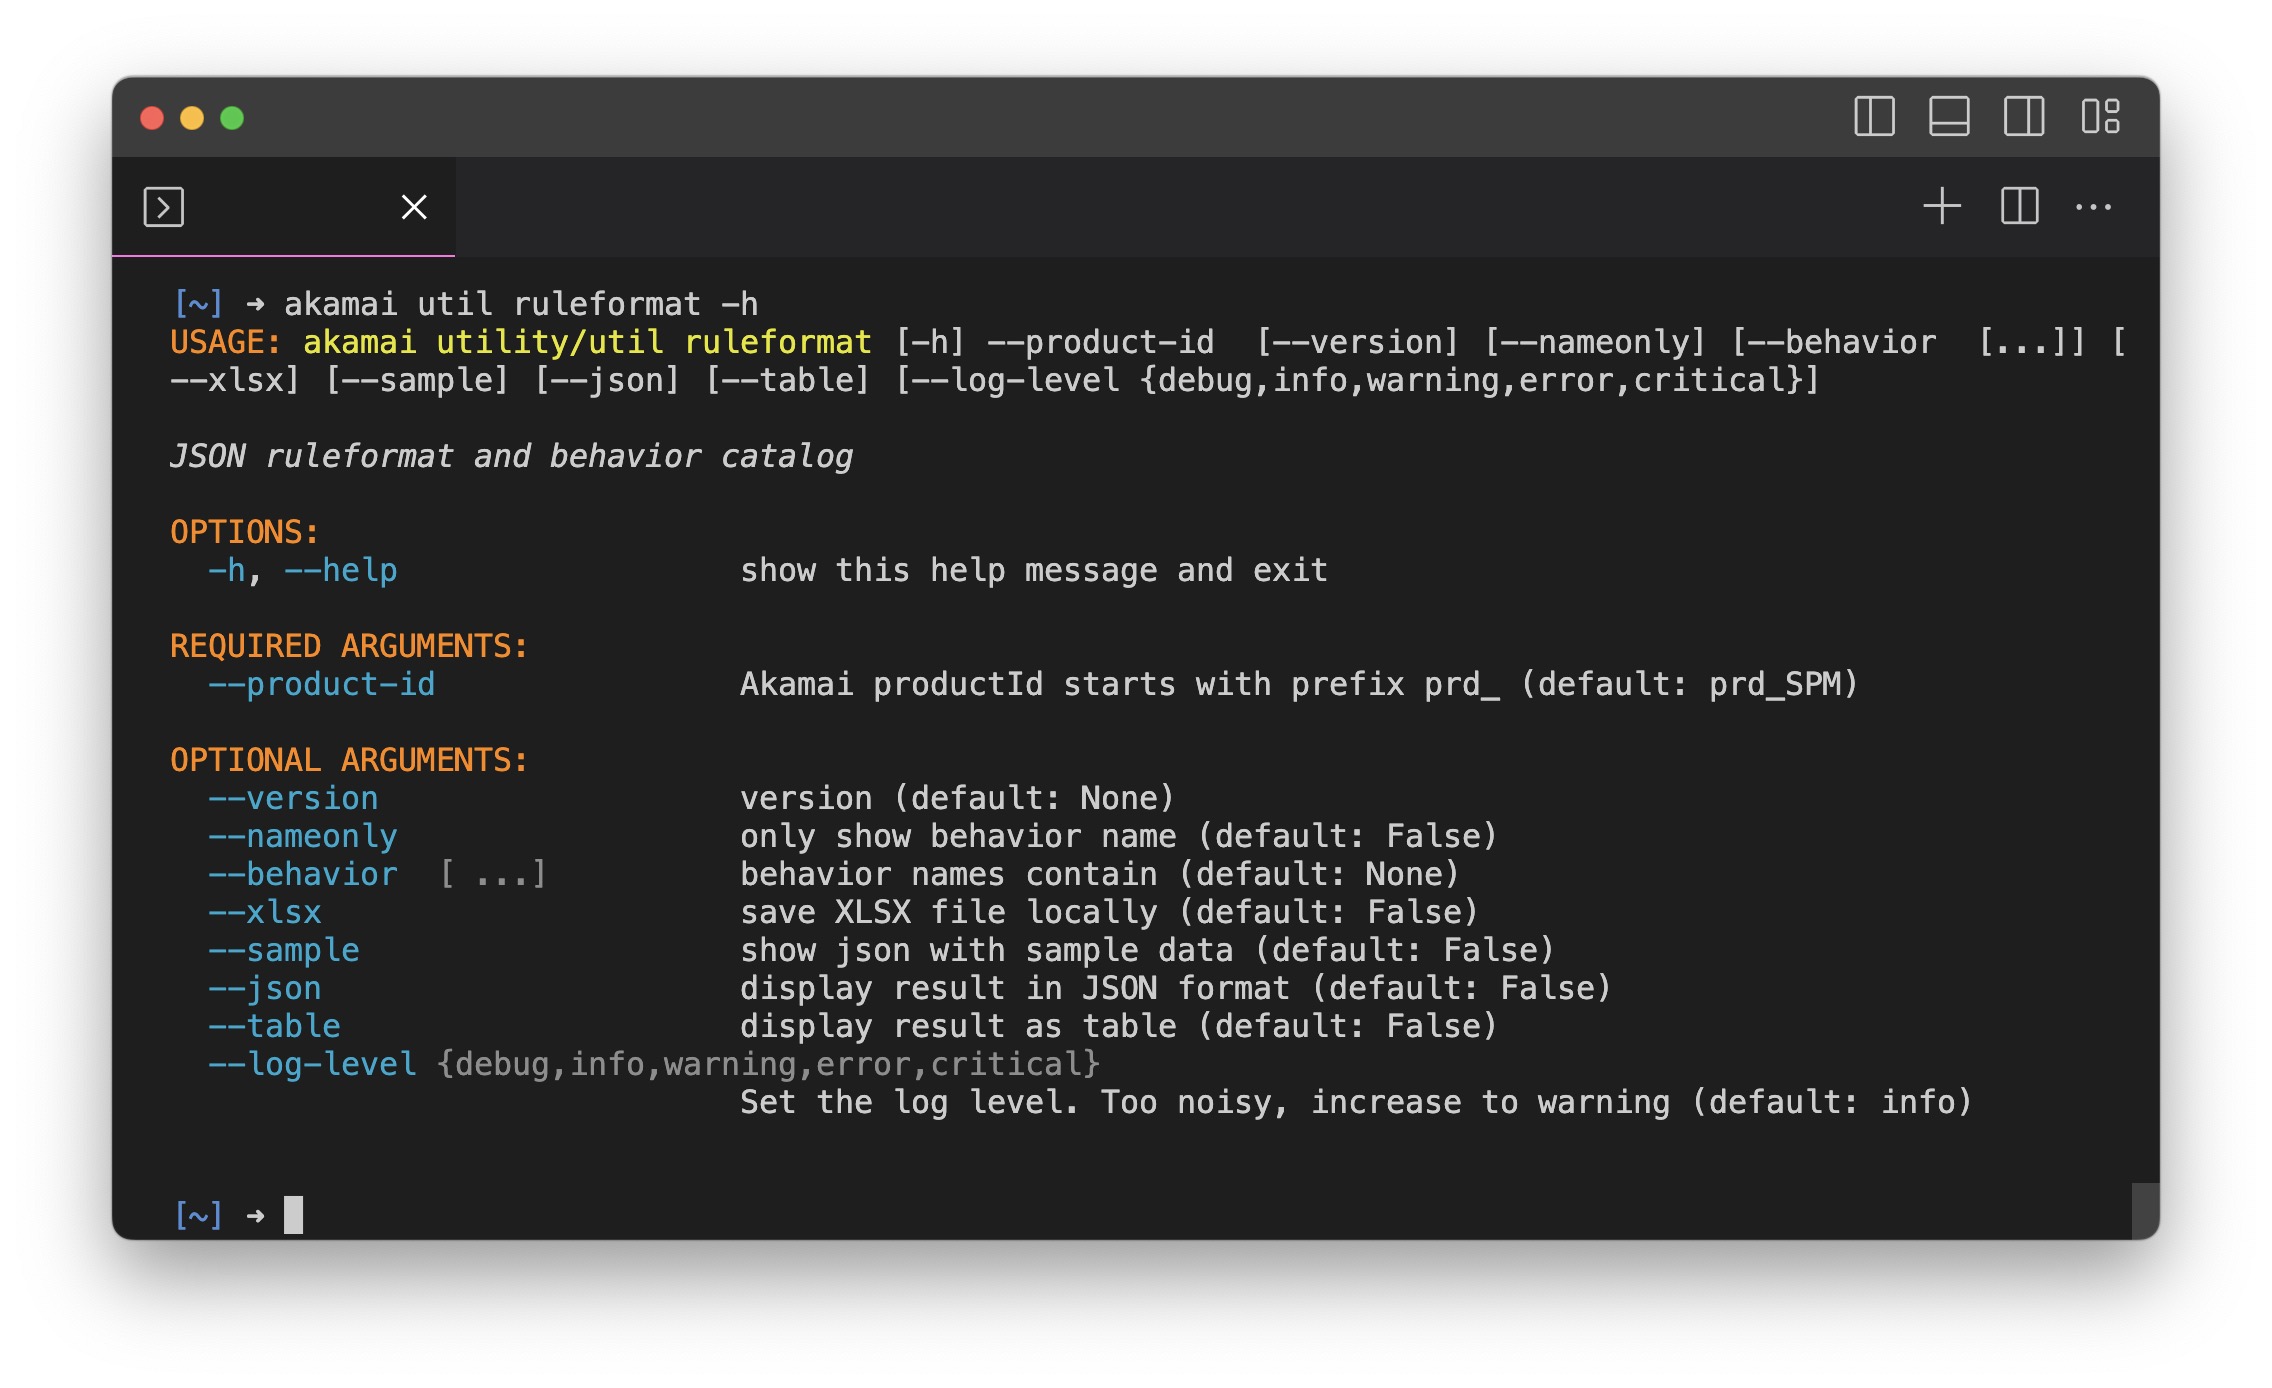 [~] ➜ akamai util ruleformat -h
USAGE: akamai utility/util ruleformat [-h] --product-id  [--version] [--nameonly] [--behavior  [...]] [
--xlsx] [--sample] [--json] [--table] [--log-level {debug,info,warning,error,critical}]
JSON ruleformat and behavior catalog
OPTIONS:
  -h, --help                  show this help message and exit
REQUIRED ARGUMENTS:
  --product-id                Akamai productId starts with prefix prd_ (default: prd_SPM)
OPTIONAL ARGUMENTS:
  --version                   version (default: None)
  --nameonly                  only show behavior name (default: False)
  --behavior  [ ...]          behavior names contain (default: None)
  --xlsx                      save XLSX file locally (default: False)
  --sample                    show json with sample data (default: False)
  --json                      display result in JSON format (default: False)
  --table                     display result as table (default: False)
  --log-level {debug,info,warning,error,critical}
                              Set the log level. Too noisy, increase to warning (default: info)
[~] ➜